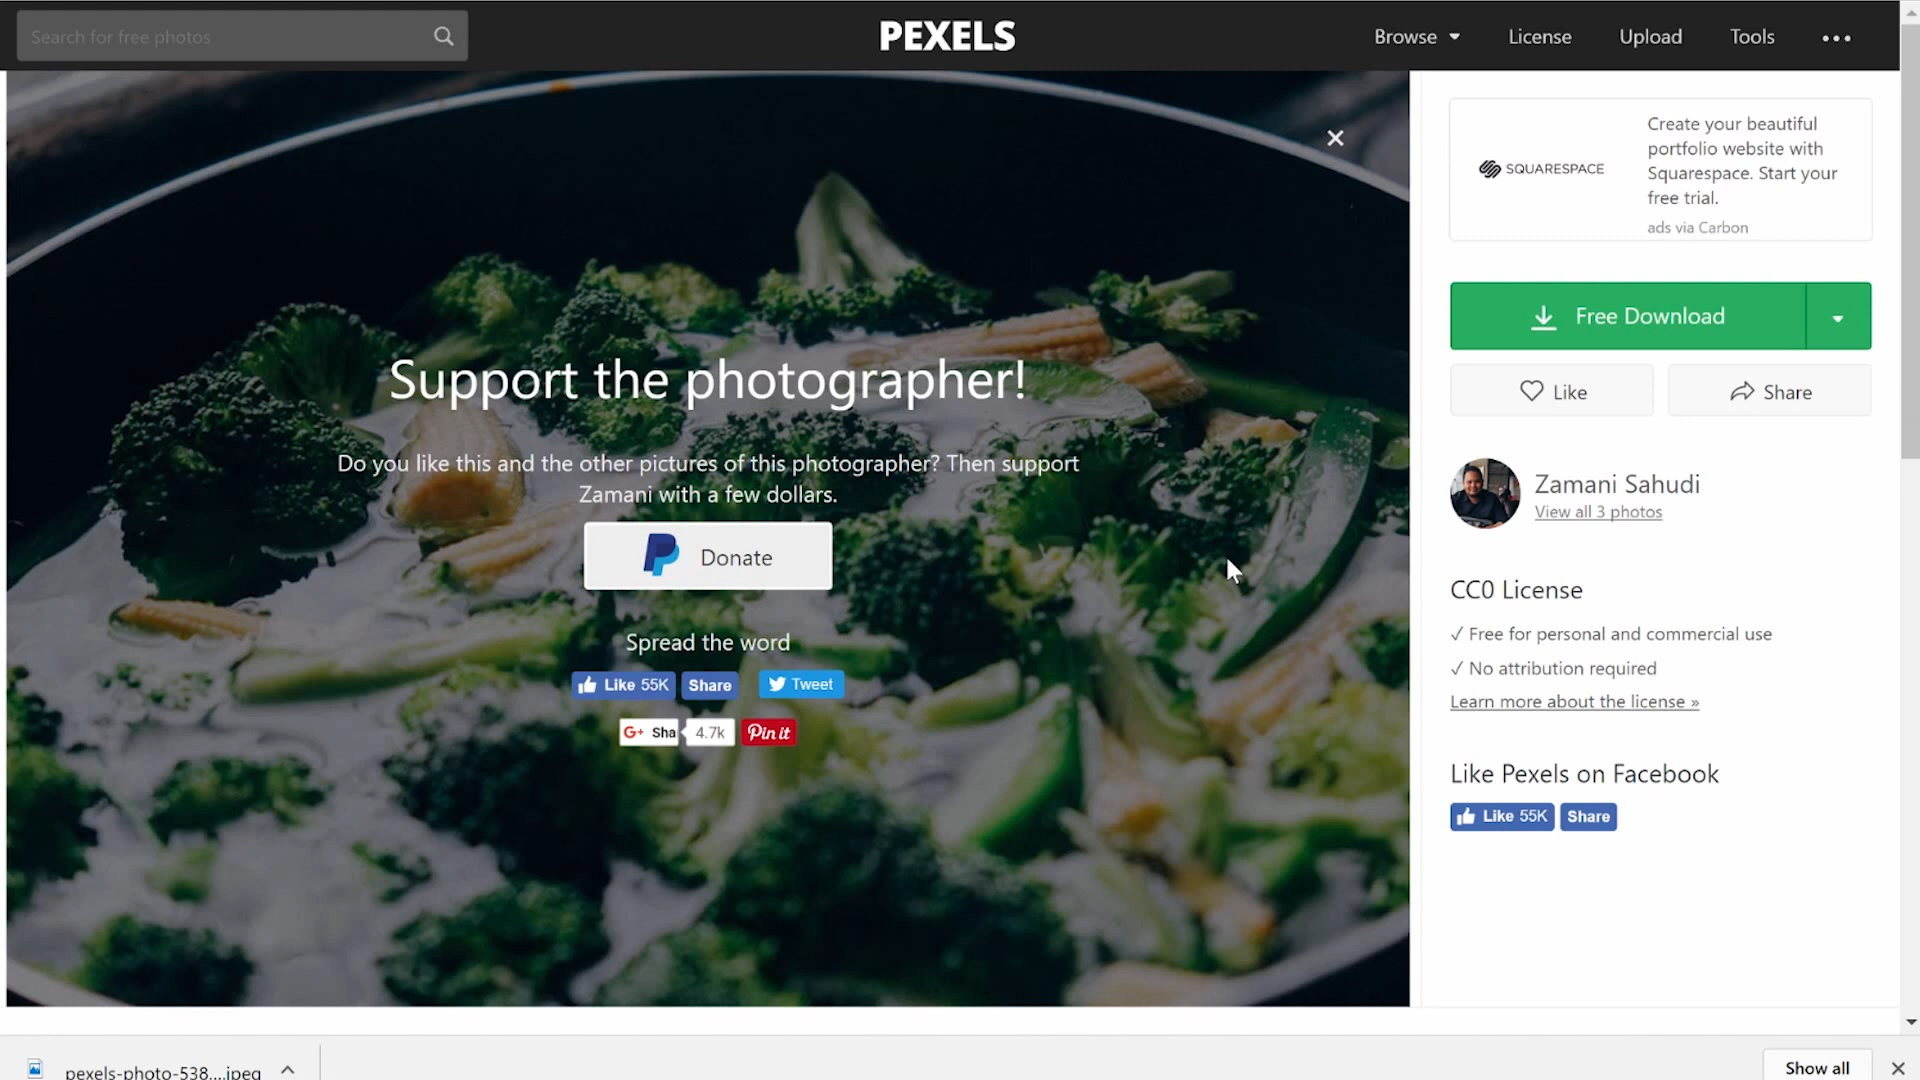 Search for free photos
PEXELS
Browse
License
Upload
Tools
Create your beautiful
portfolio website with
Squarespace. Start your
free trial.
ads via Carbon
SQUARESPACE
Free Download
Like
Share
Support the photographer!
Do you like this and the other pictures of this photographer? Then support
Zamani with a few dollars.
Donate
Spread the word
Like 55K Share Tweet
G+ Sha 4.7k Pin it
Zamani Sahudi
View all 3 photos
CC0 License
✓ Free for personal and commercial use
✓ No attribution required
Learn more about the license »
Like Pexels on Facebook
Like 55K Share
pexels-photo-538....jpeg
Show all